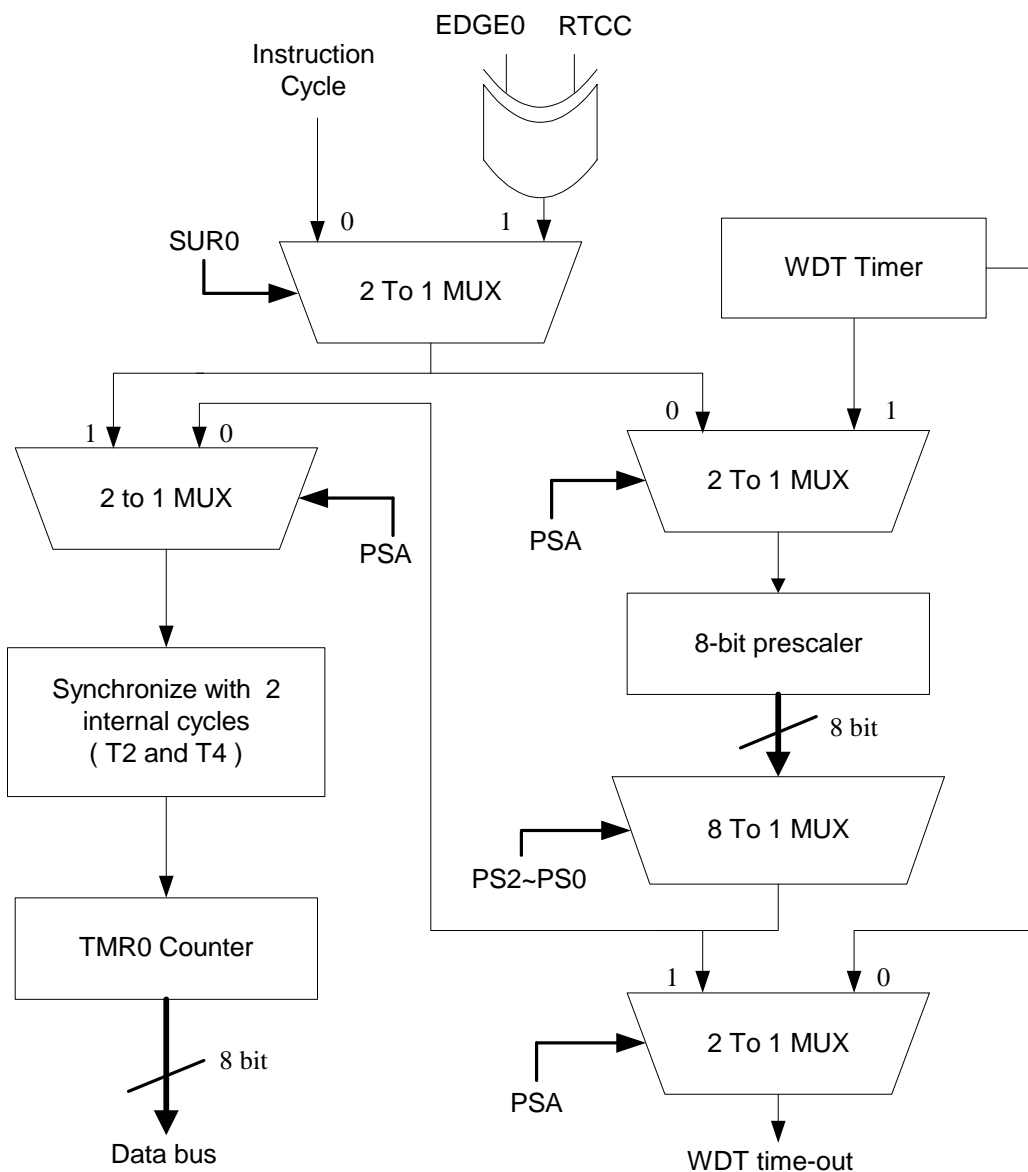 EDGE0 RTCC
Instruction
Cycle
0 1
SUR0
2 To 1 MUX
WDT Timer
1 0
0 1
2 to 1 MUX
PSA
2 To 1 MUX
PSA
8-bit prescaler
Synchronize with 2
internal cycles
( T2 and T4 )
8 bit
8 To 1 MUX
PS2~PS0
TMR0 Counter
1 0
2 To 1 MUX
8 bit
PSA
Data bus
WDT time-out